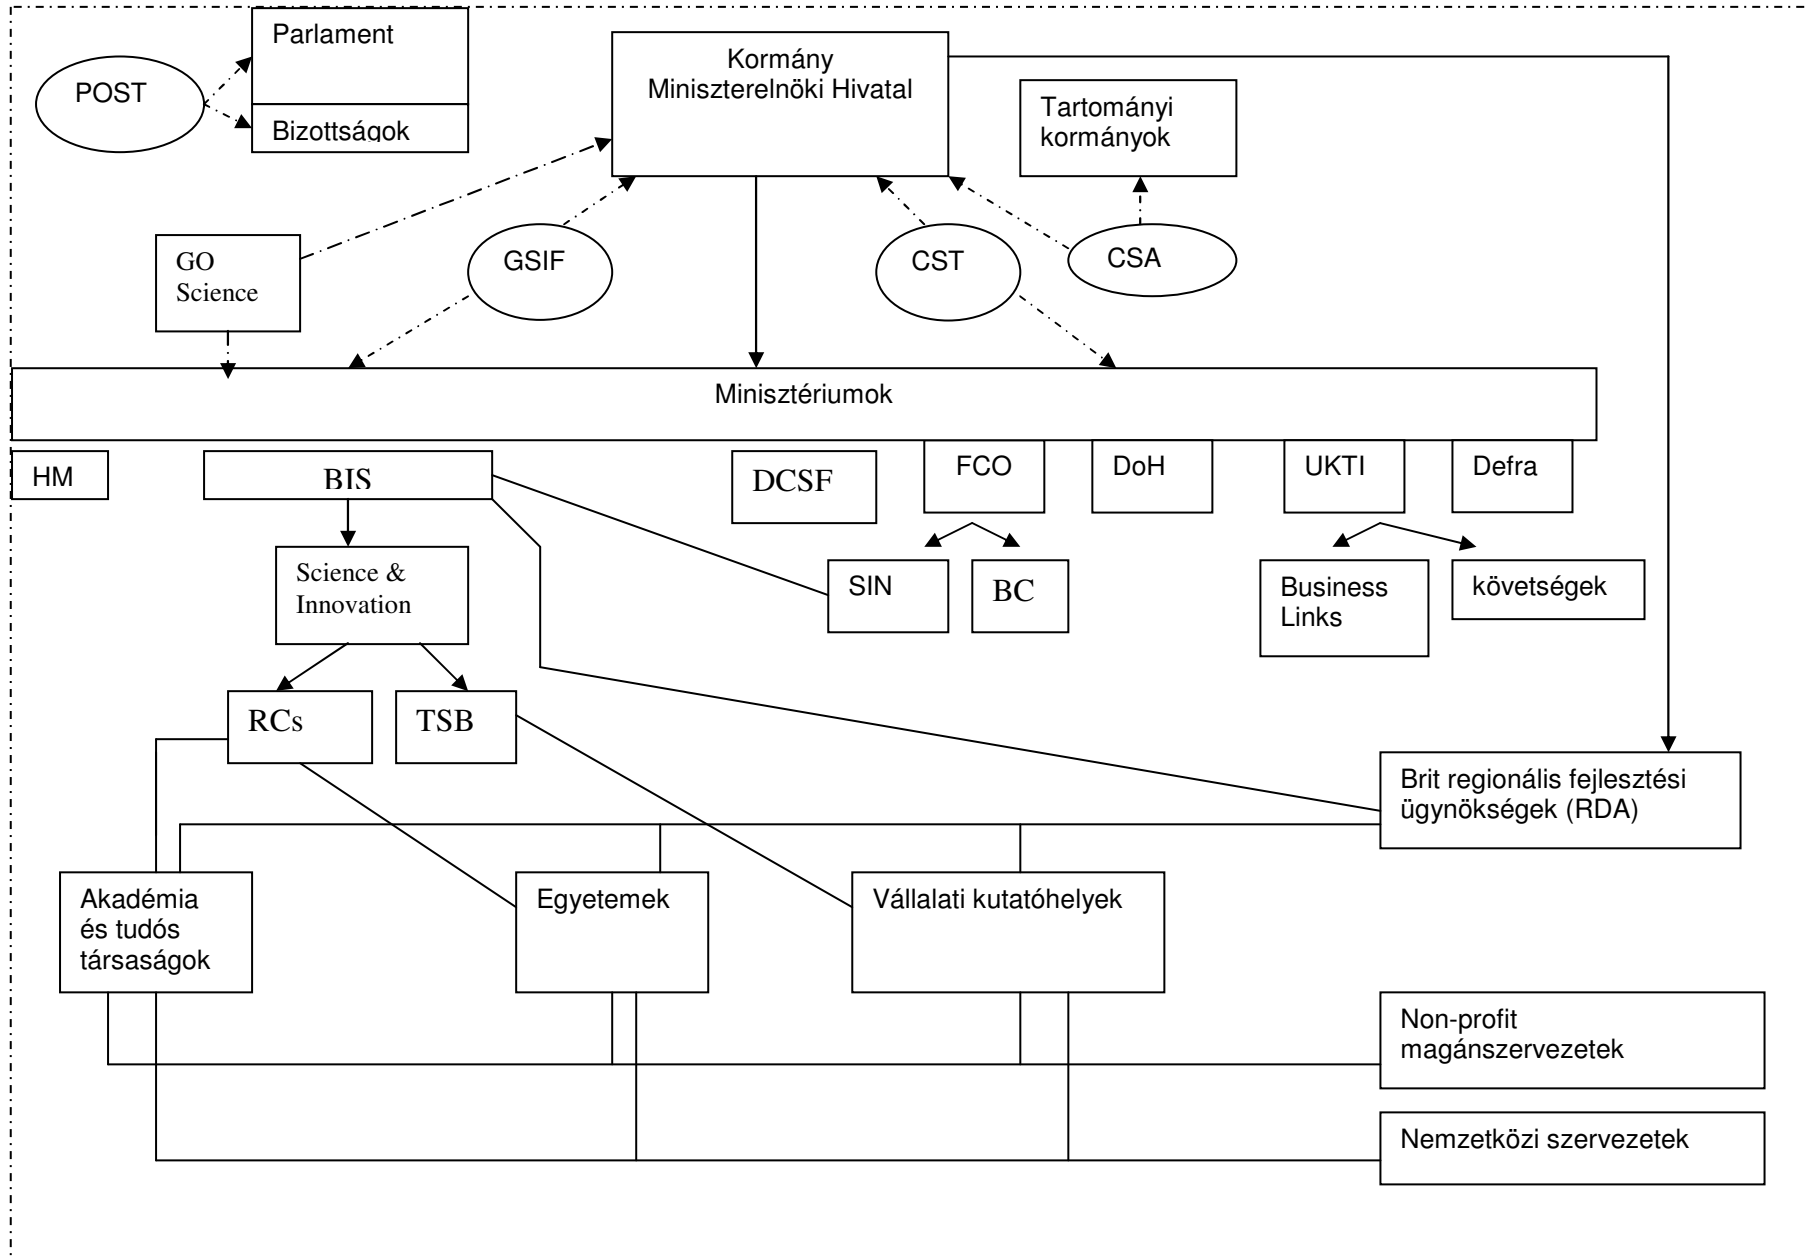 Parlament
Kormány
Miniszterelnöki Hivatal
POST
Tartományi
kormányok
Bizottságok
GO
Science
GSIF
CST
CSA
Minisztériumok
HM
BIS
DCSF
FCO
DoH
UKTI
Defra
Science &
Innovation
SIN
BC
Business
Links
követségek
RCs
TSB
Brit regionális fejlesztési
ügynökségek (RDA)
Akadémia
és tudós
társaságok
Egyetemek
Vállalati kutatóhelyek
Non-profit
magánszervezetek
Nemzetközi szervezetek